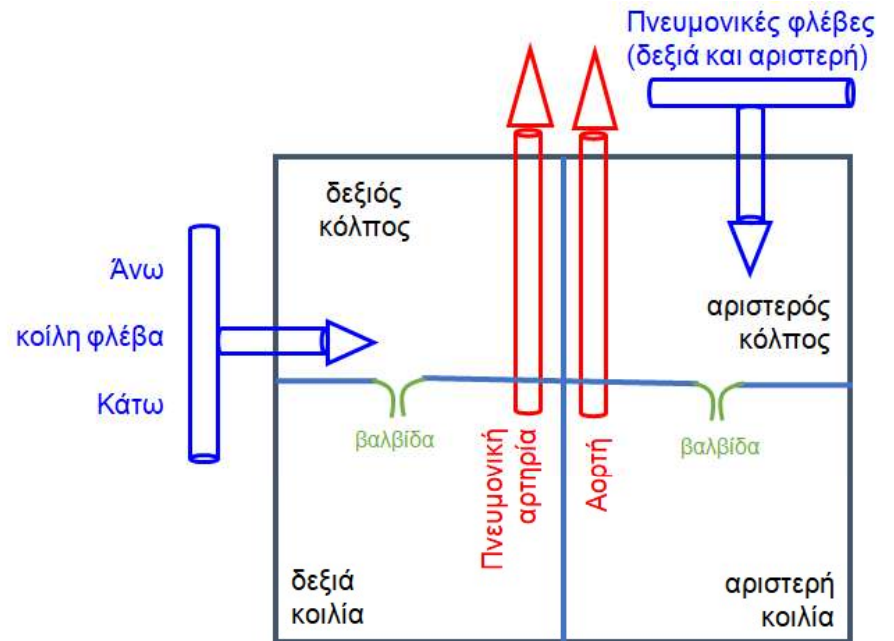 Πνευμονικές φλέβες
(δεξιά και αριστερή)
δεξιός
κόλπος
Άνω
κοίλη φλέβα
Κάτω
αριστερός
κόλπος
βαλβίδα
Πνευμονική
αρτηρία
Αορτή
βαλβίδα
δεξιά
κοιλία
αριστερή
κοιλία